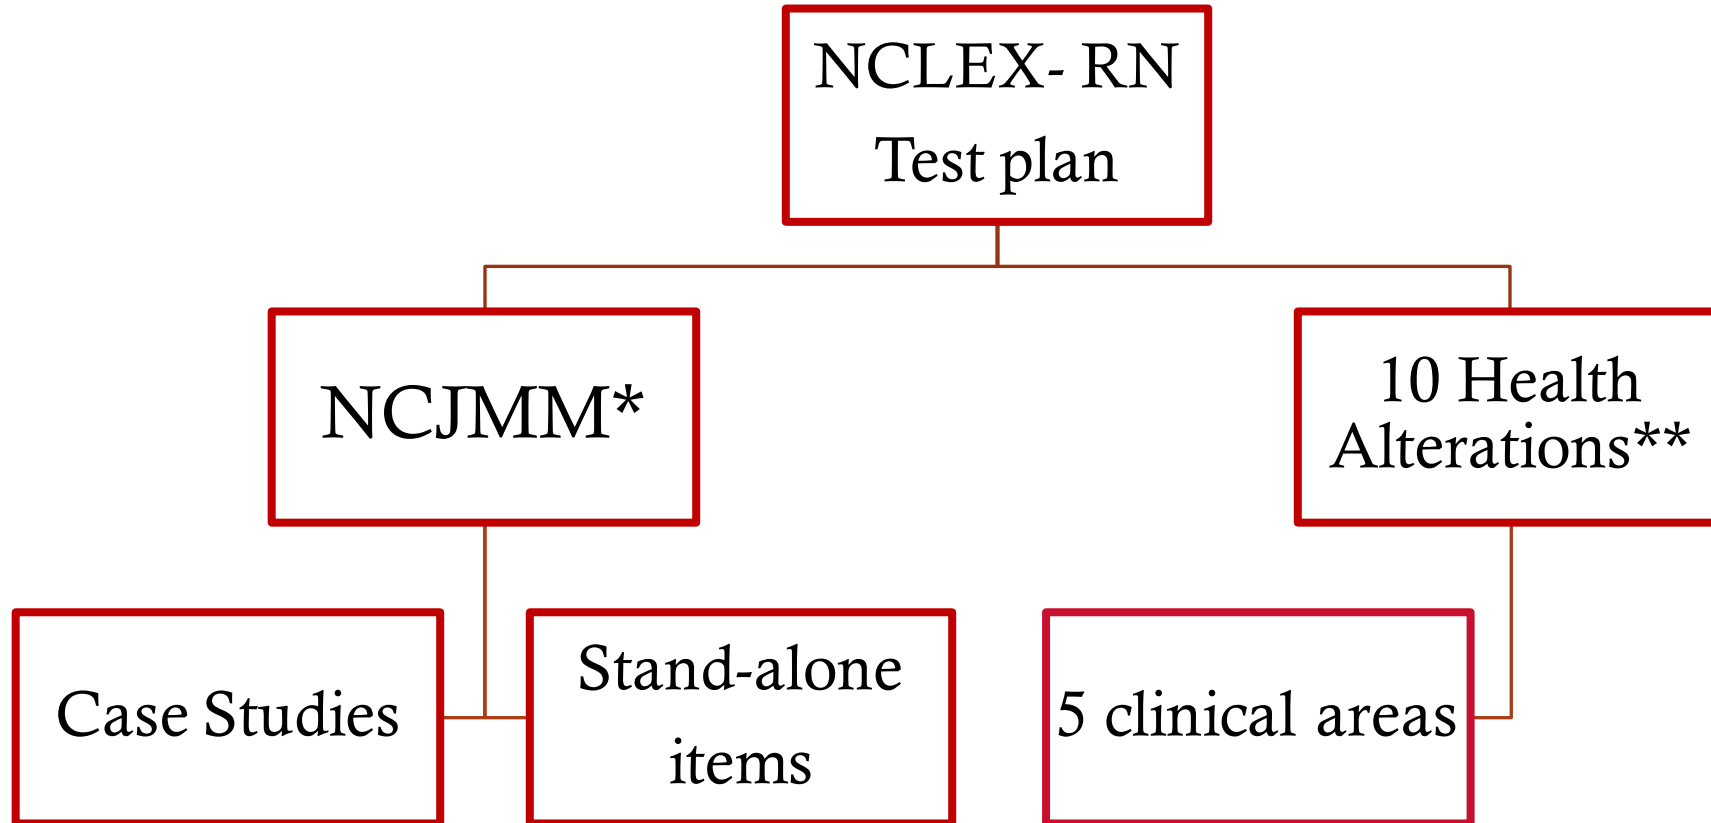 NCLEX- RN
Test plan
NCJMM*
10 Health
Alterations**
Case Studies
Stand-alone
items
5 clinical areas